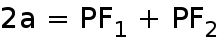 2a = PF₁ + PF₂